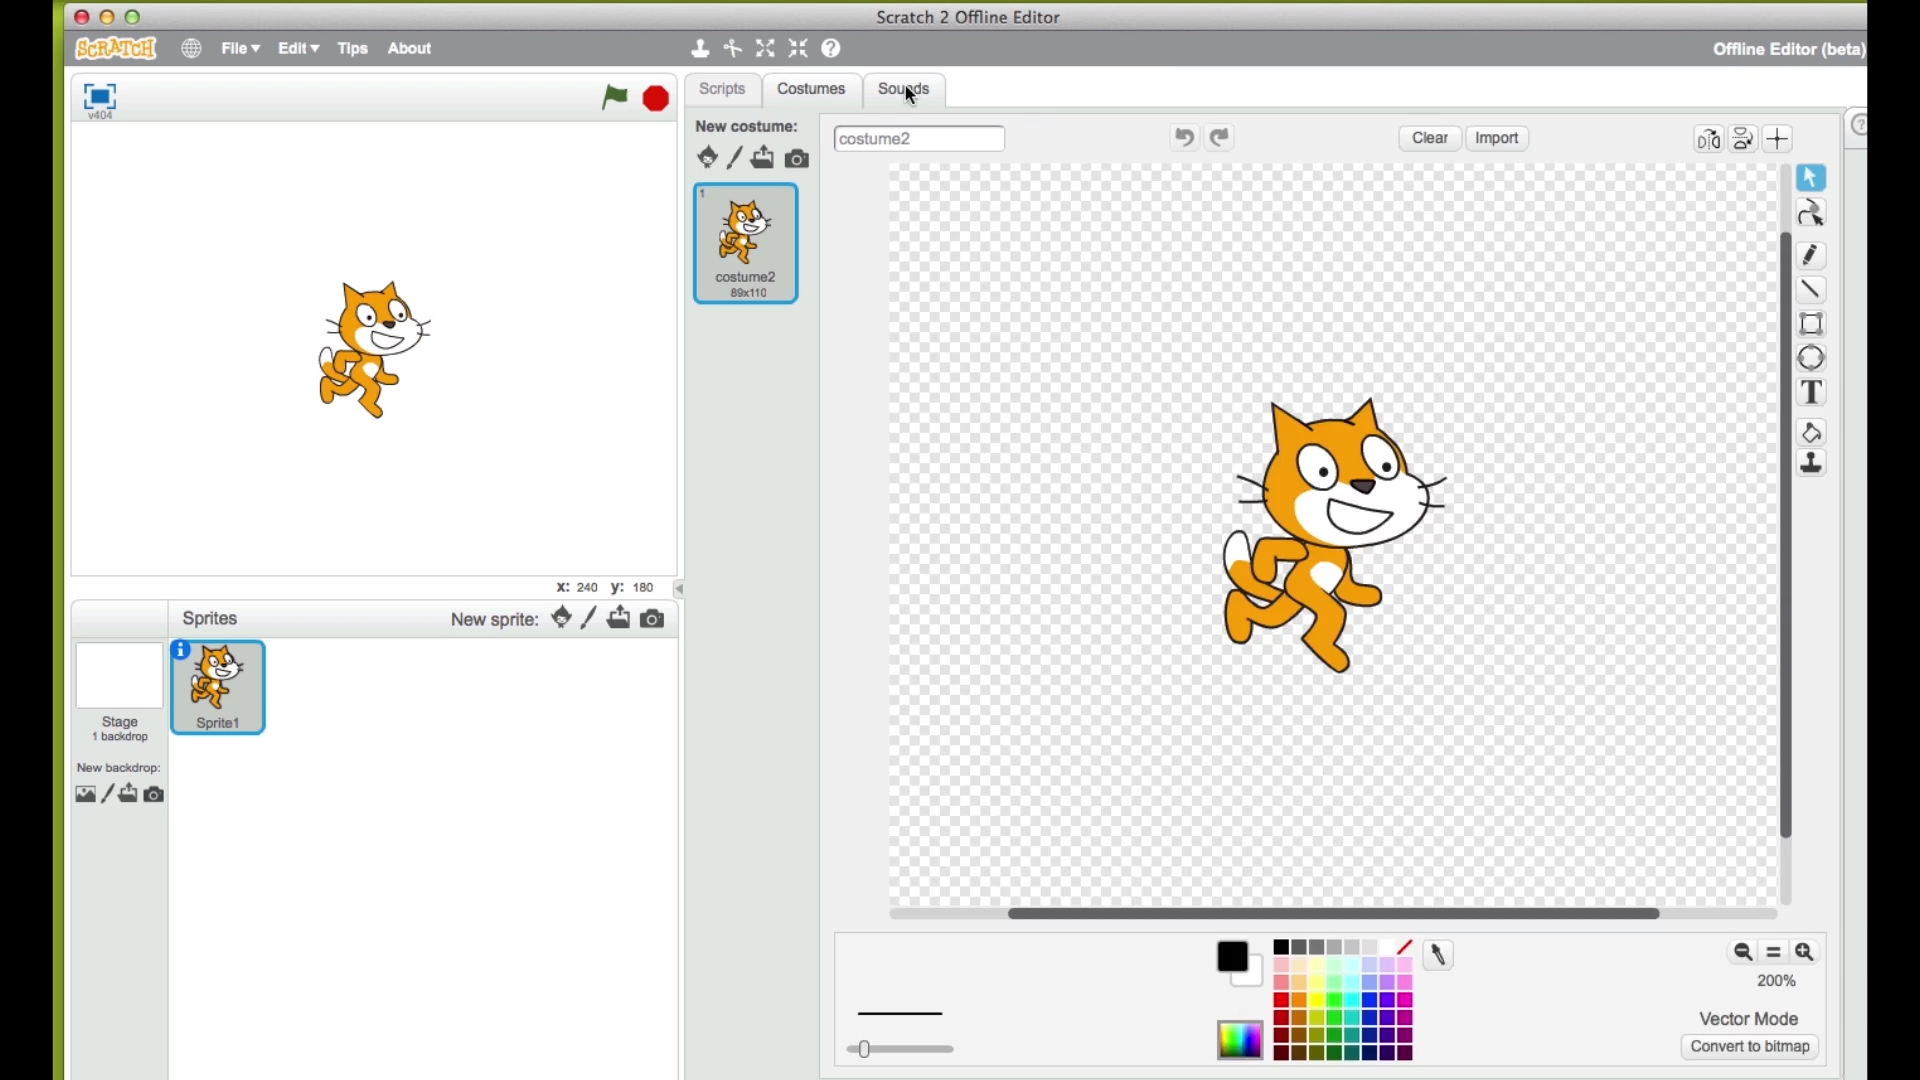 Scratch 2 Offline Editor
SCRATCH File Edit Tips About Offline Editor (beta)
v404
Scripts Costumes Sounds
New costume:
costume2 Clear Import
1
costume2
89x110
x: 240 y: 180
Sprites New sprite:
Sprite1
Stage
1 backdrop
New backdrop:
200%
Vector Mode
Convert to bitmap